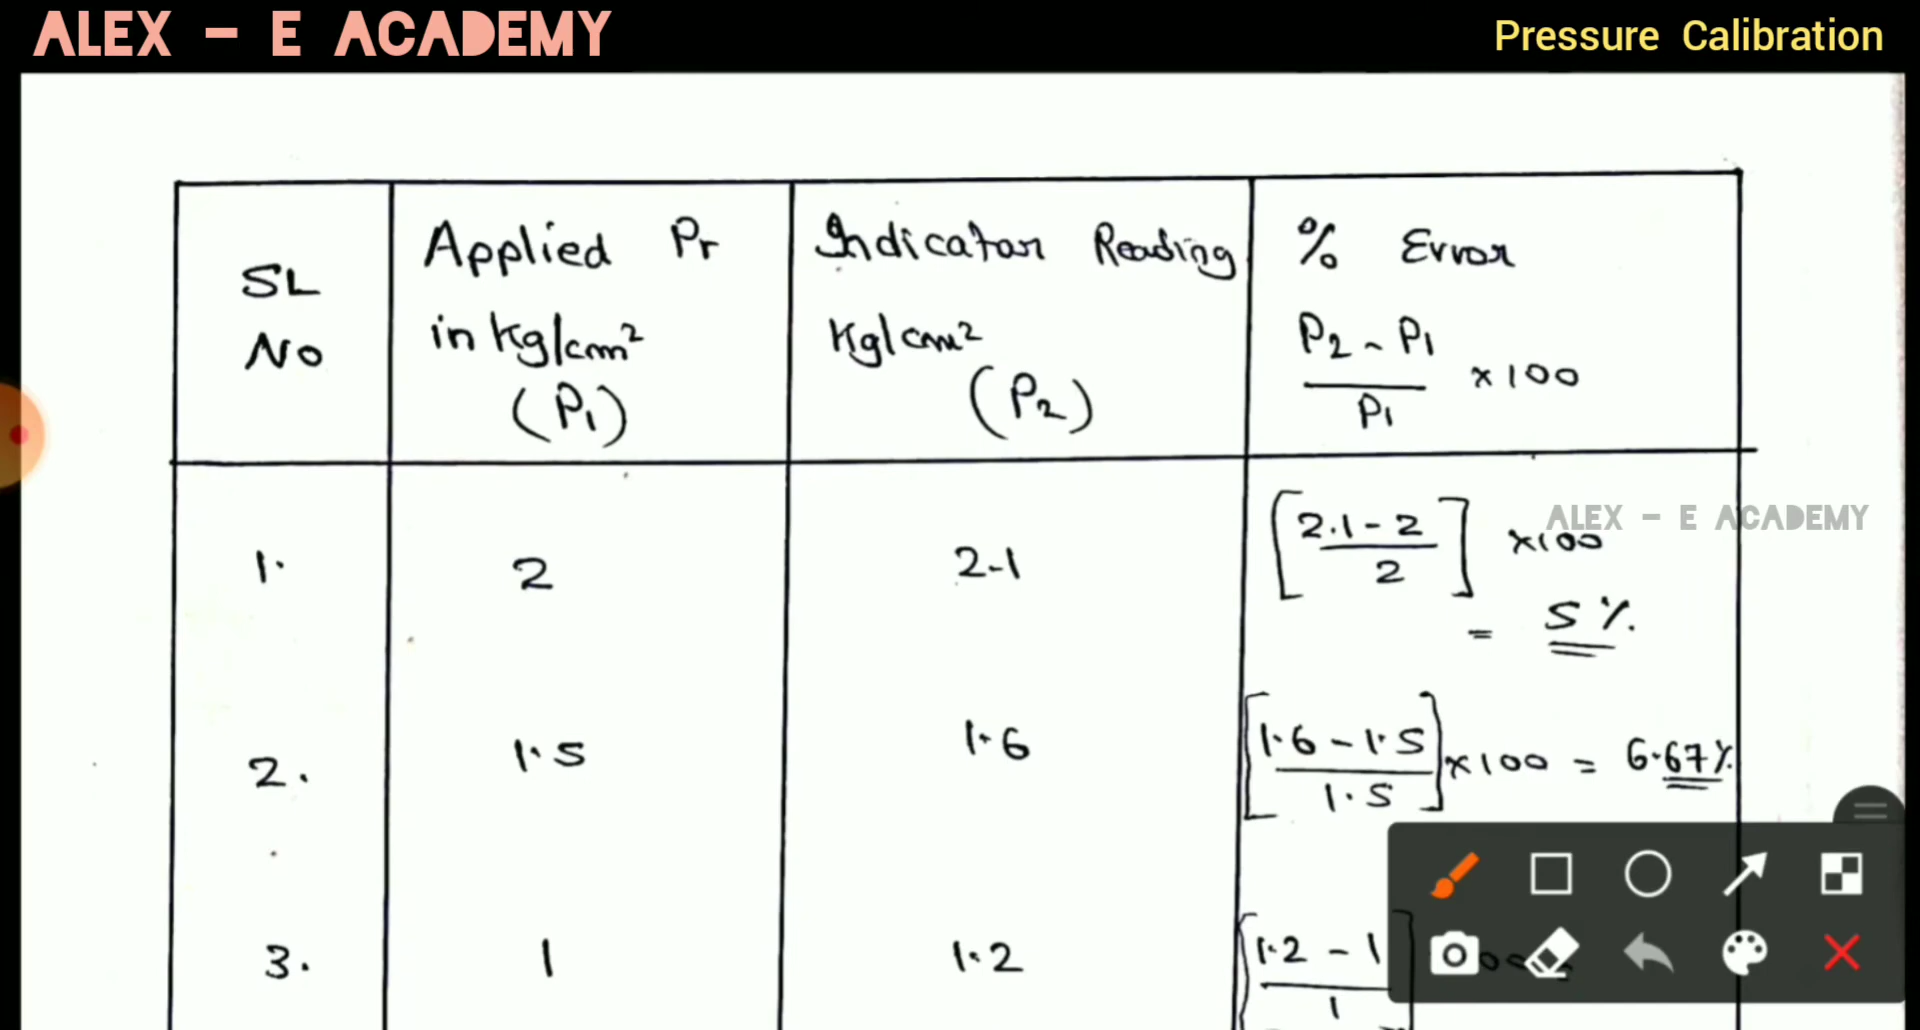 ALEX - E ACADEMY
Pressure Calibration
SL
No
Applied Pr
in Kg/cm²
(P₁)
Indicator Reading
Kg/cm²
(P₂)
% Error
P₂ - P₁
× 100
P₁
1.
2
2.1
[2.1 - 2
2] ×100
= 5 %
ALEX - E ACADEMY
2.
1.5
1.6
[1.6 - 1.5
1.5] ×100 = 6.67%
3.
1
1.2
[1.2 - 1
1]